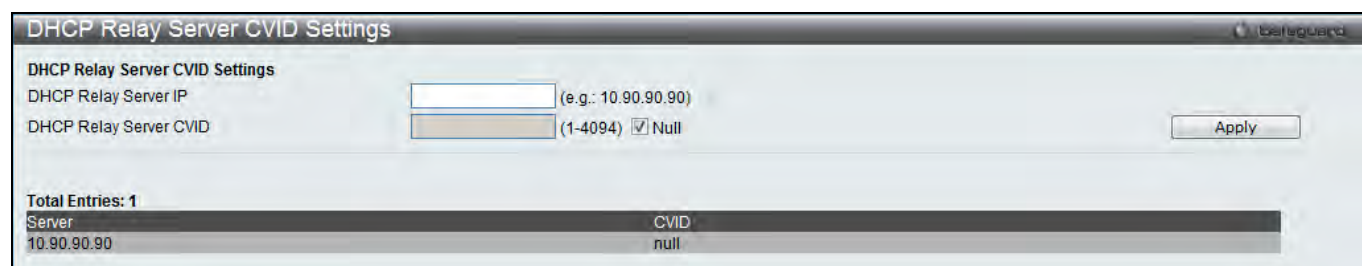 DHCP Relay Server CVID Settings
Safeguard
DHCP Relay Server CVID Settings
DHCP Relay Server IP (e.g.: 10.90.90.90)
DHCP Relay Server CVID (1-4094) Null Apply
Total Entries: 1
Server CVID
10.90.90.90 null